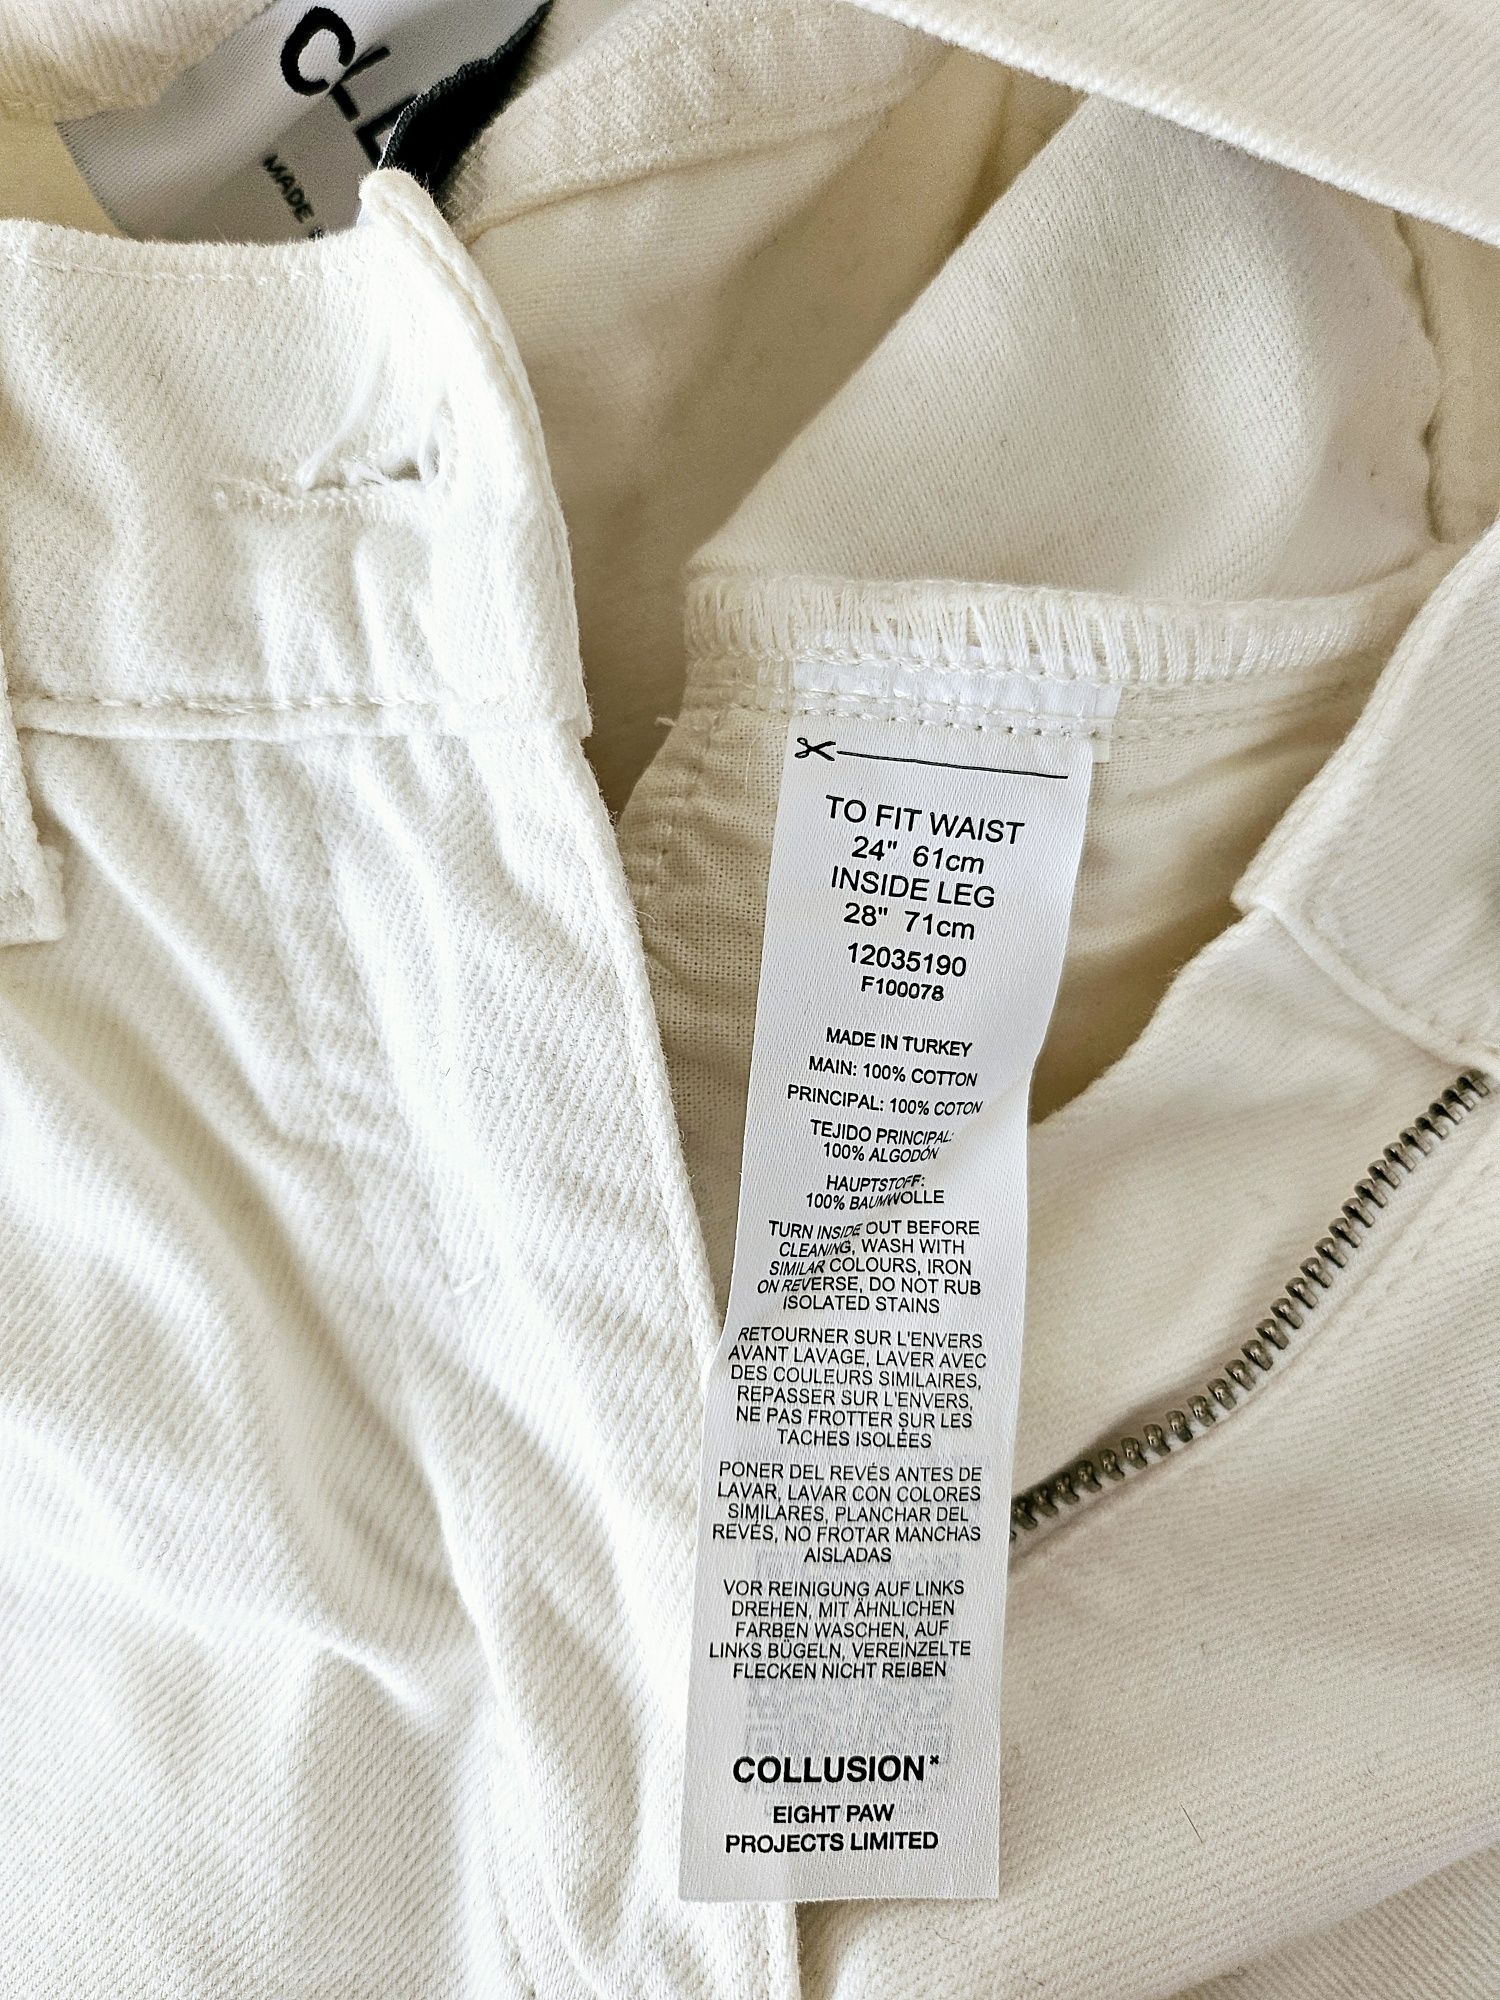 MADE
TO FIT WAIST
24" 61cm
INSIDE LEG
28" 71cm
12035190
F100078
MADE IN TURKEY
MAIN: 100% COTTON
PRINCIPAL: 100% COTON
TEJIDO PRINCIPAL:
100% ALGODÓN
HAUPTSTOFF:
100% BAUMWOLLE
TURN INSIDE OUT BEFORE
CLEANING, WASH WITH
SIMILAR COLOURS, IRON
ON REVERSE, DO NOT RUB
ISOLATED STAINS
RETOURNER SUR L'ENVERS
AVANT LAVAGE, LAVER AVEC
DES COULEURS SIMILAIRES,
REPASSER SUR L'ENVERS,
NE PAS FROTTER SUR LES
TACHES ISOLÉES
PONER DEL REVÉS ANTES DE
LAVAR, LAVAR CON COLORES
SIMILARES, PLANCHAR DEL
REVÉS, NO FROTAR MANCHAS
AISLADAS
VOR REINIGUNG AUF LINKS
DREHEN, MIT ÄHNLICHEN
FARBEN WASCHEN, AUF
LINKS BÜGELN, VEREINZELTE
FLECKEN NICHT REIBEN
COLLUSION×
EIGHT PAW
PROJECTS LIMITED